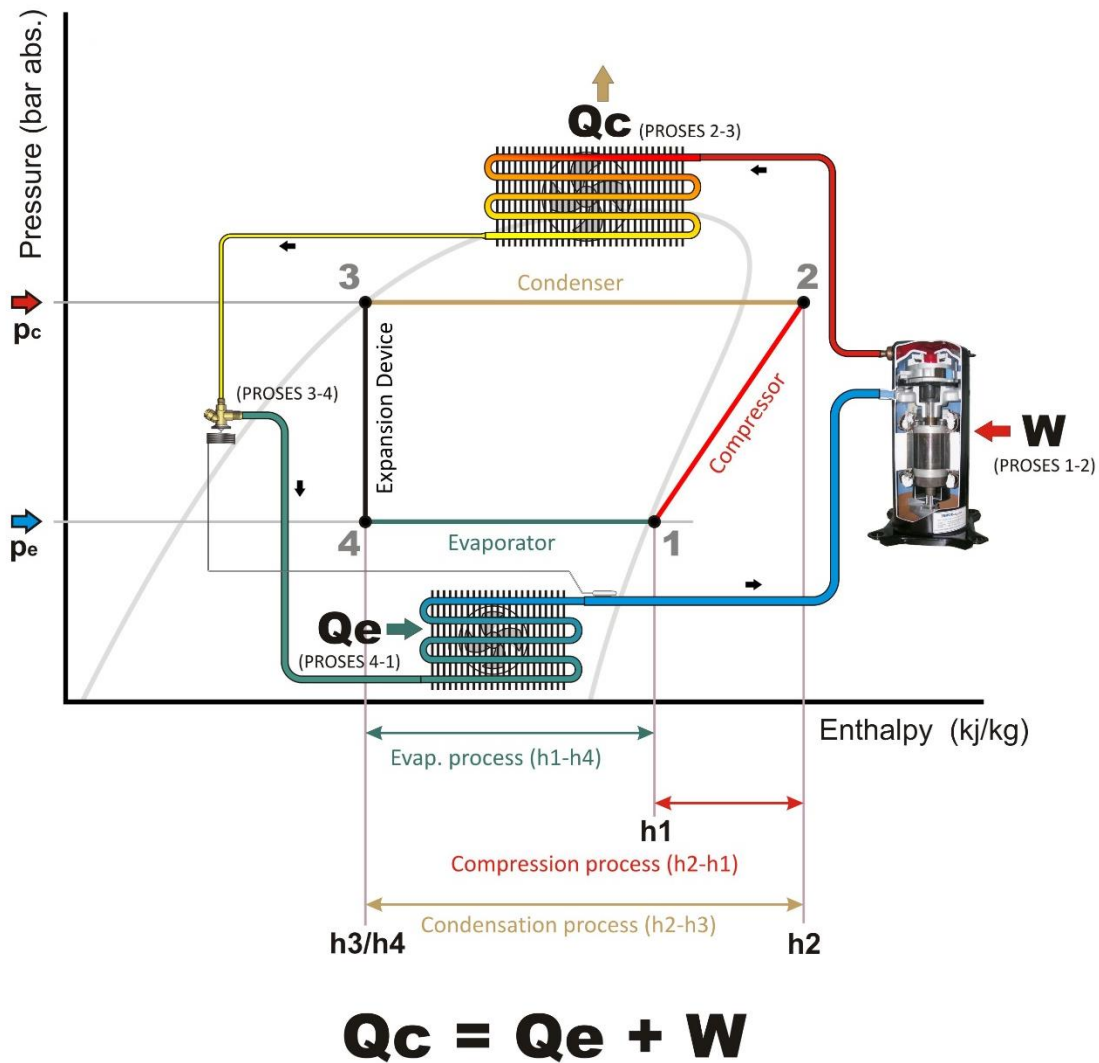 Pressure (bar abs.)
Qc (PROSES 2-3)
3
Condenser
2
pc
Expansion Device
Compressor
(PROSES 3-4)
W
(PROSES 1-2)
pe
4
Evaporator
1
Qe
(PROSES 4-1)
Enthalpy (kj/kg)
Evap. process (h1-h4)
h1
Compression process (h2-h1)
Condensation process (h2-h3)
h3/h4
h2
Qc = Qe + W